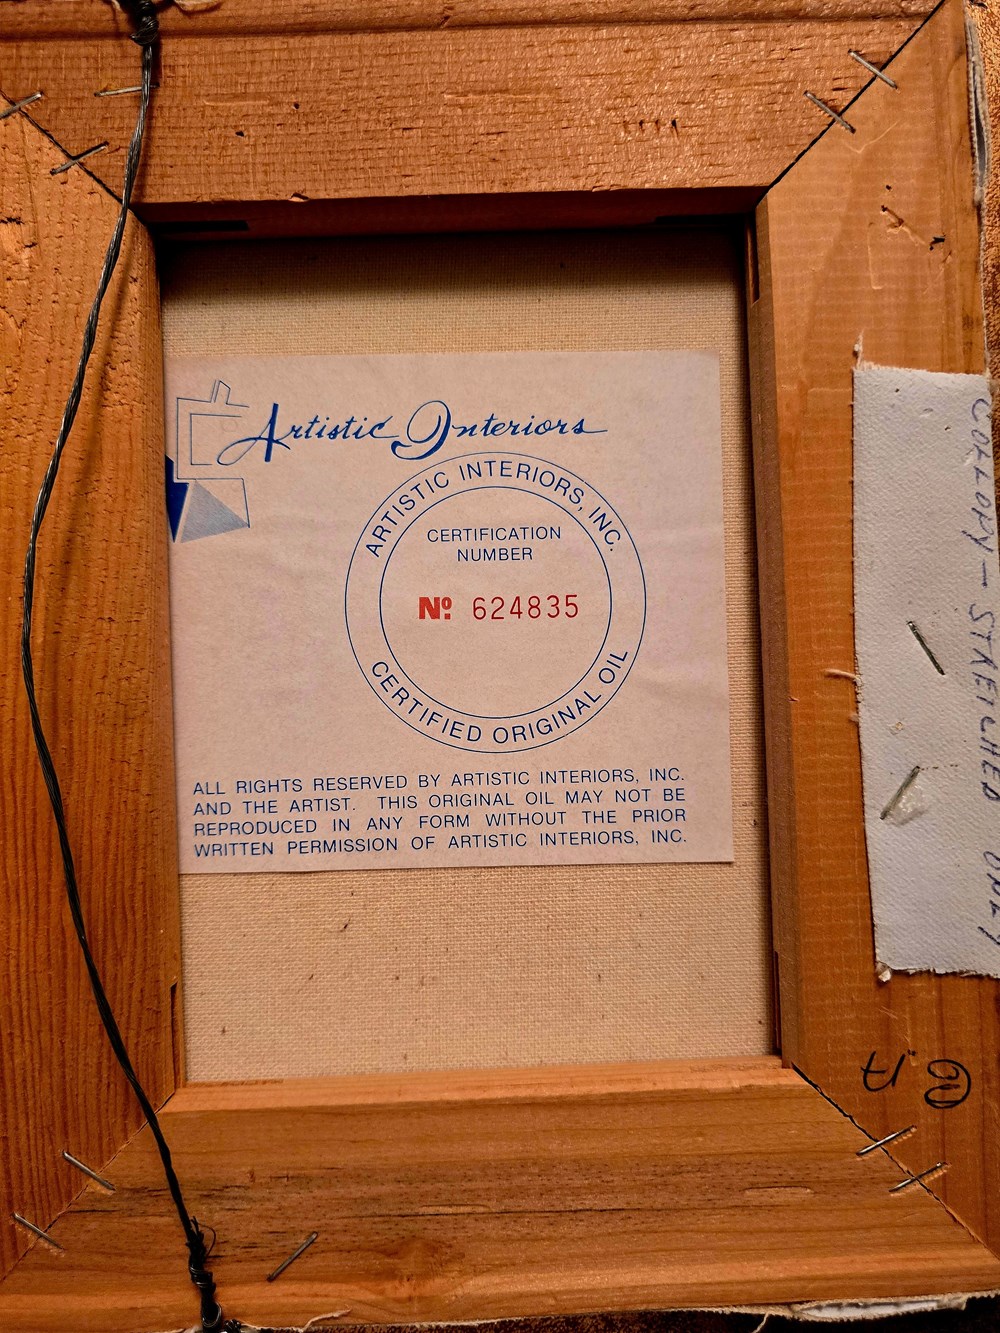 Artistic Interiors
ARTISTIC INTERIORS, INC.
CERTIFICATION
NUMBER
Nº 624835
CERTIFIED ORIGINAL OIL
ALL RIGHTS RESERVED BY ARTISTIC INTERIORS, INC.
AND THE ARTIST. THIS ORIGINAL OIL MAY NOT BE
REPRODUCED IN ANY FORM WITHOUT THE PRIOR
WRITTEN PERMISSION OF ARTISTIC INTERIORS, INC.
COLLOPY — STRETCHED ONLY